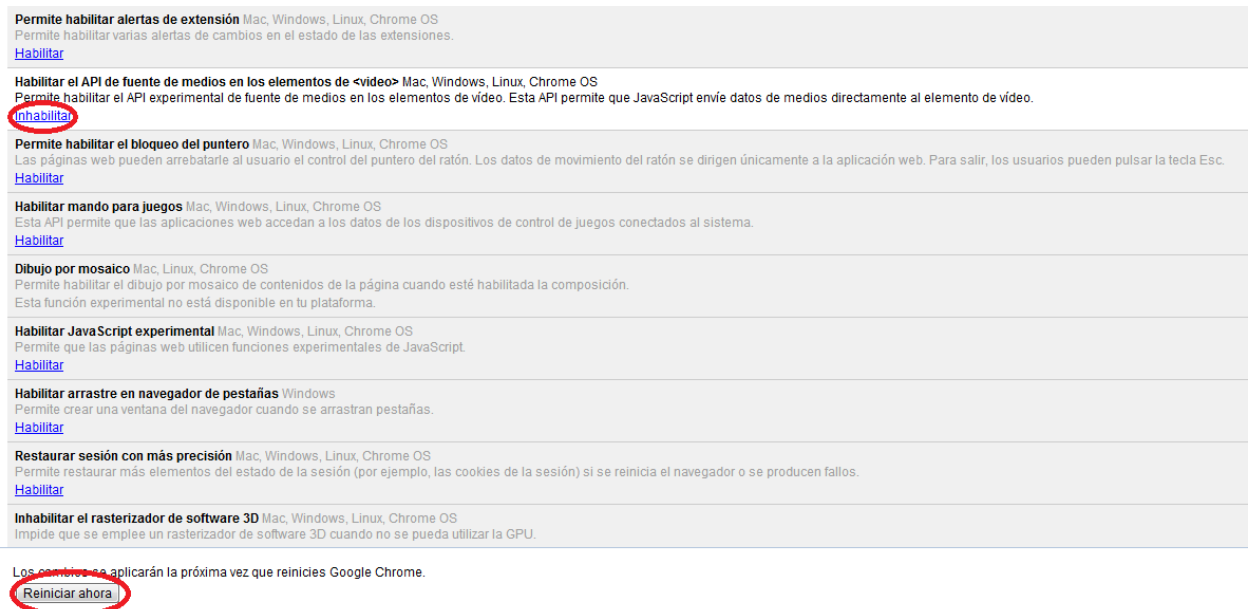 Permite habilitar alertas de extensión Mac, Windows, Linux, Chrome OS
Permite habilitar varias alertas de cambios en el estado de las extensiones.
Habilitar
Habilitar el API de fuente de medios en los elementos de <video> Mac, Windows, Linux, Chrome OS
Permite habilitar el API experimental de fuente de medios en los elementos de vídeo. Esta API permite que JavaScript envíe datos de medios directamente al elemento de vídeo.
Inhabilitar
Permite habilitar el bloqueo del puntero Mac, Windows, Linux, Chrome OS
Las páginas web pueden arrebatarle al usuario el control del puntero del ratón. Los datos de movimiento del ratón se dirigen únicamente a la aplicación web. Para salir, los usuarios pueden pulsar la tecla Esc.
Habilitar
Habilitar mando para juegos Mac, Windows, Linux, Chrome OS
Esta API permite que las aplicaciones web accedan a los datos de los dispositivos de control de juegos conectados al sistema.
Habilitar
Dibujo por mosaico Mac, Linux, Chrome OS
Permite habilitar el dibujo por mosaico de contenidos de la página cuando esté habilitada la composición.
Esta función experimental no está disponible en tu plataforma.
Habilitar JavaScript experimental Mac, Windows, Linux, Chrome OS
Permite que las páginas web utilicen funciones experimentales de JavaScript.
Habilitar
Habilitar arrastre en navegador de pestañas Windows
Permite crear una ventana del navegador cuando se arrastran pestañas.
Habilitar
Restaurar sesión con más precisión Mac, Windows, Linux, Chrome OS
Permite restaurar más elementos del estado de la sesión (por ejemplo, las cookies de la sesión) si se reinicia el navegador o se producen fallos.
Habilitar
Inhabilitar el rasterizador de software 3D Mac, Windows, Linux, Chrome OS
Impide que se emplee un rasterizador de software 3D cuando no se pueda utilizar la GPU.
Los cambios se aplicarán la próxima vez que reinicies Google Chrome.
Reiniciar ahora